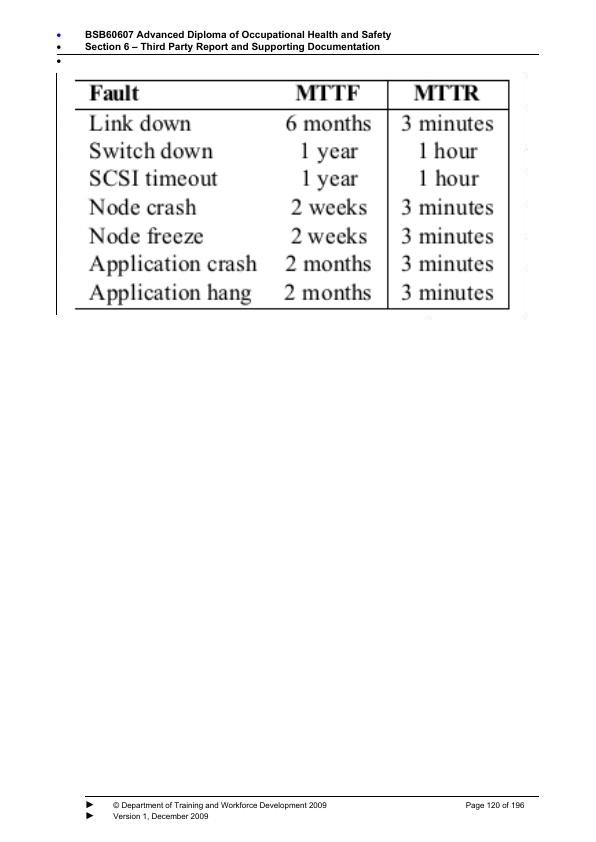 BSB60607 Advanced Diploma of Occupational Health and Safety
Section 6 – Third Party Report and Supporting Documentation
Fault MTTF MTTR
Link down 6 months 3 minutes
Switch down 1 year 1 hour
SCSI timeout 1 year 1 hour
Node crash 2 weeks 3 minutes
Node freeze 2 weeks 3 minutes
Application crash 2 months 3 minutes
Application hang 2 months 3 minutes
© Department of Training and Workforce Development 2009 Page 120 of 196
Version 1, December 2009